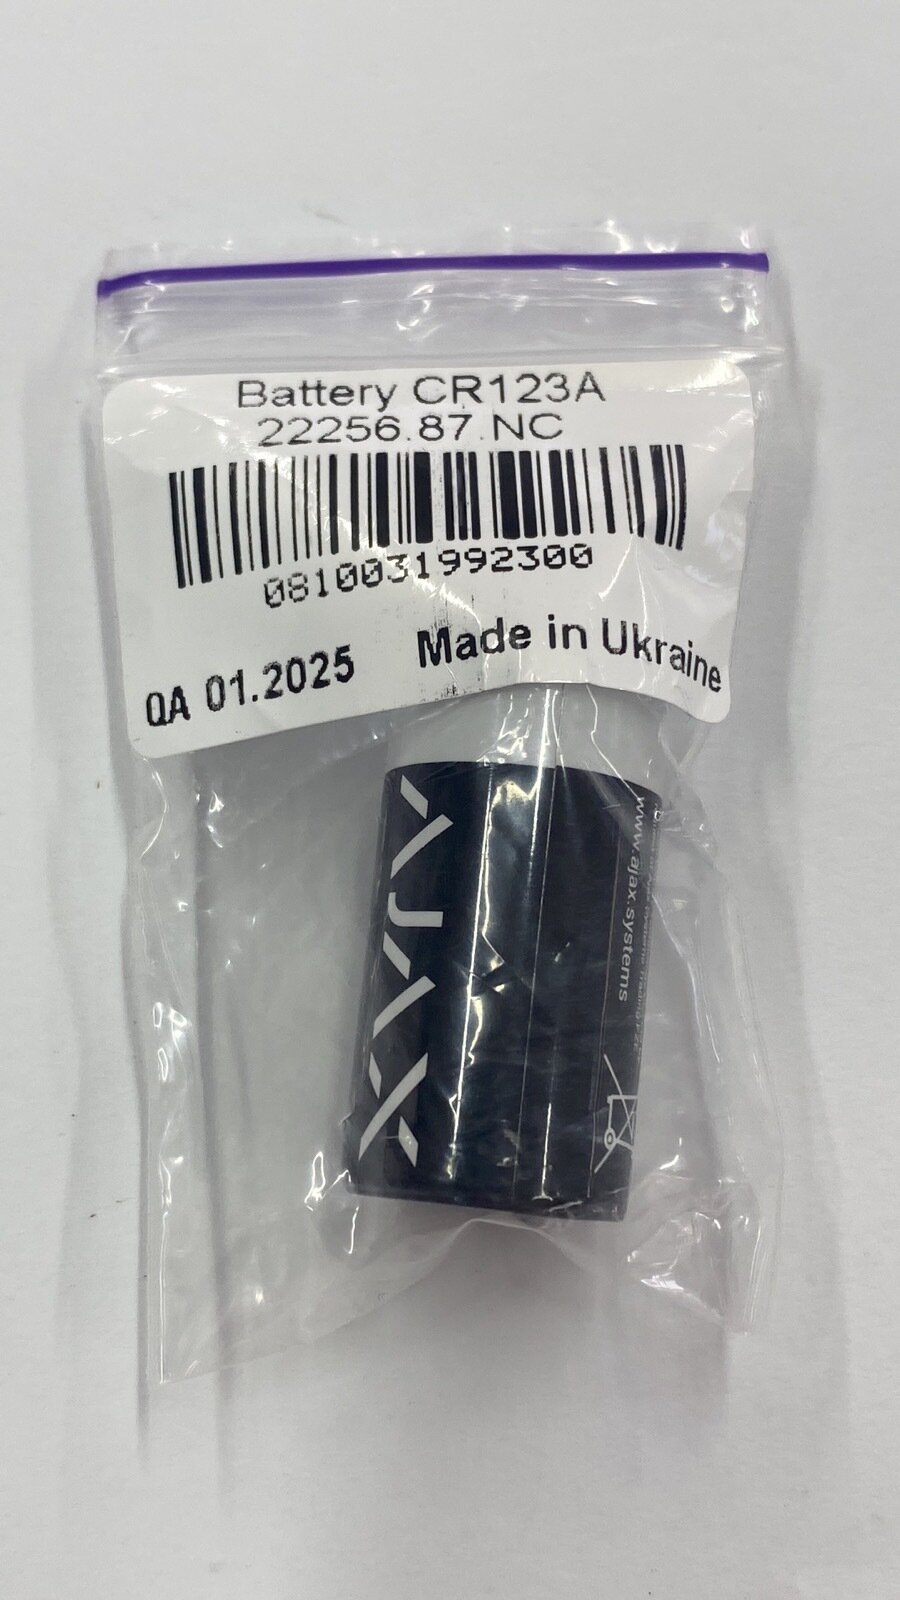 Battery CR123A
22256.87.NC
0810031992300
QA 01.2025 Made in Ukraine
AJAX
www.ajax.systems